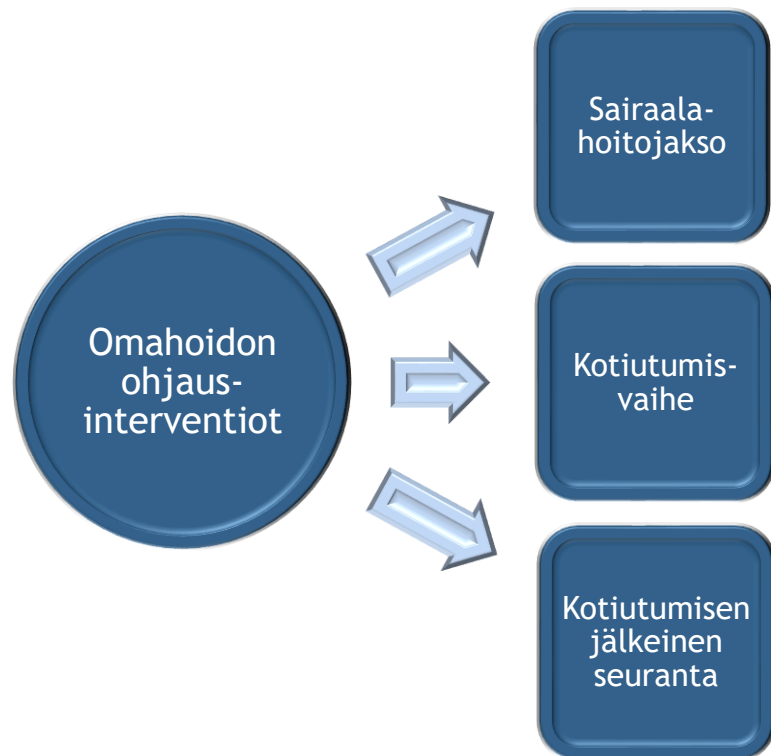 Sairaala-
hoitojakso
Omahoidon
ohjaus-
interventiot
Kotiutumis-
vaihe
Kotiutumisen
jälkeinen
seuranta